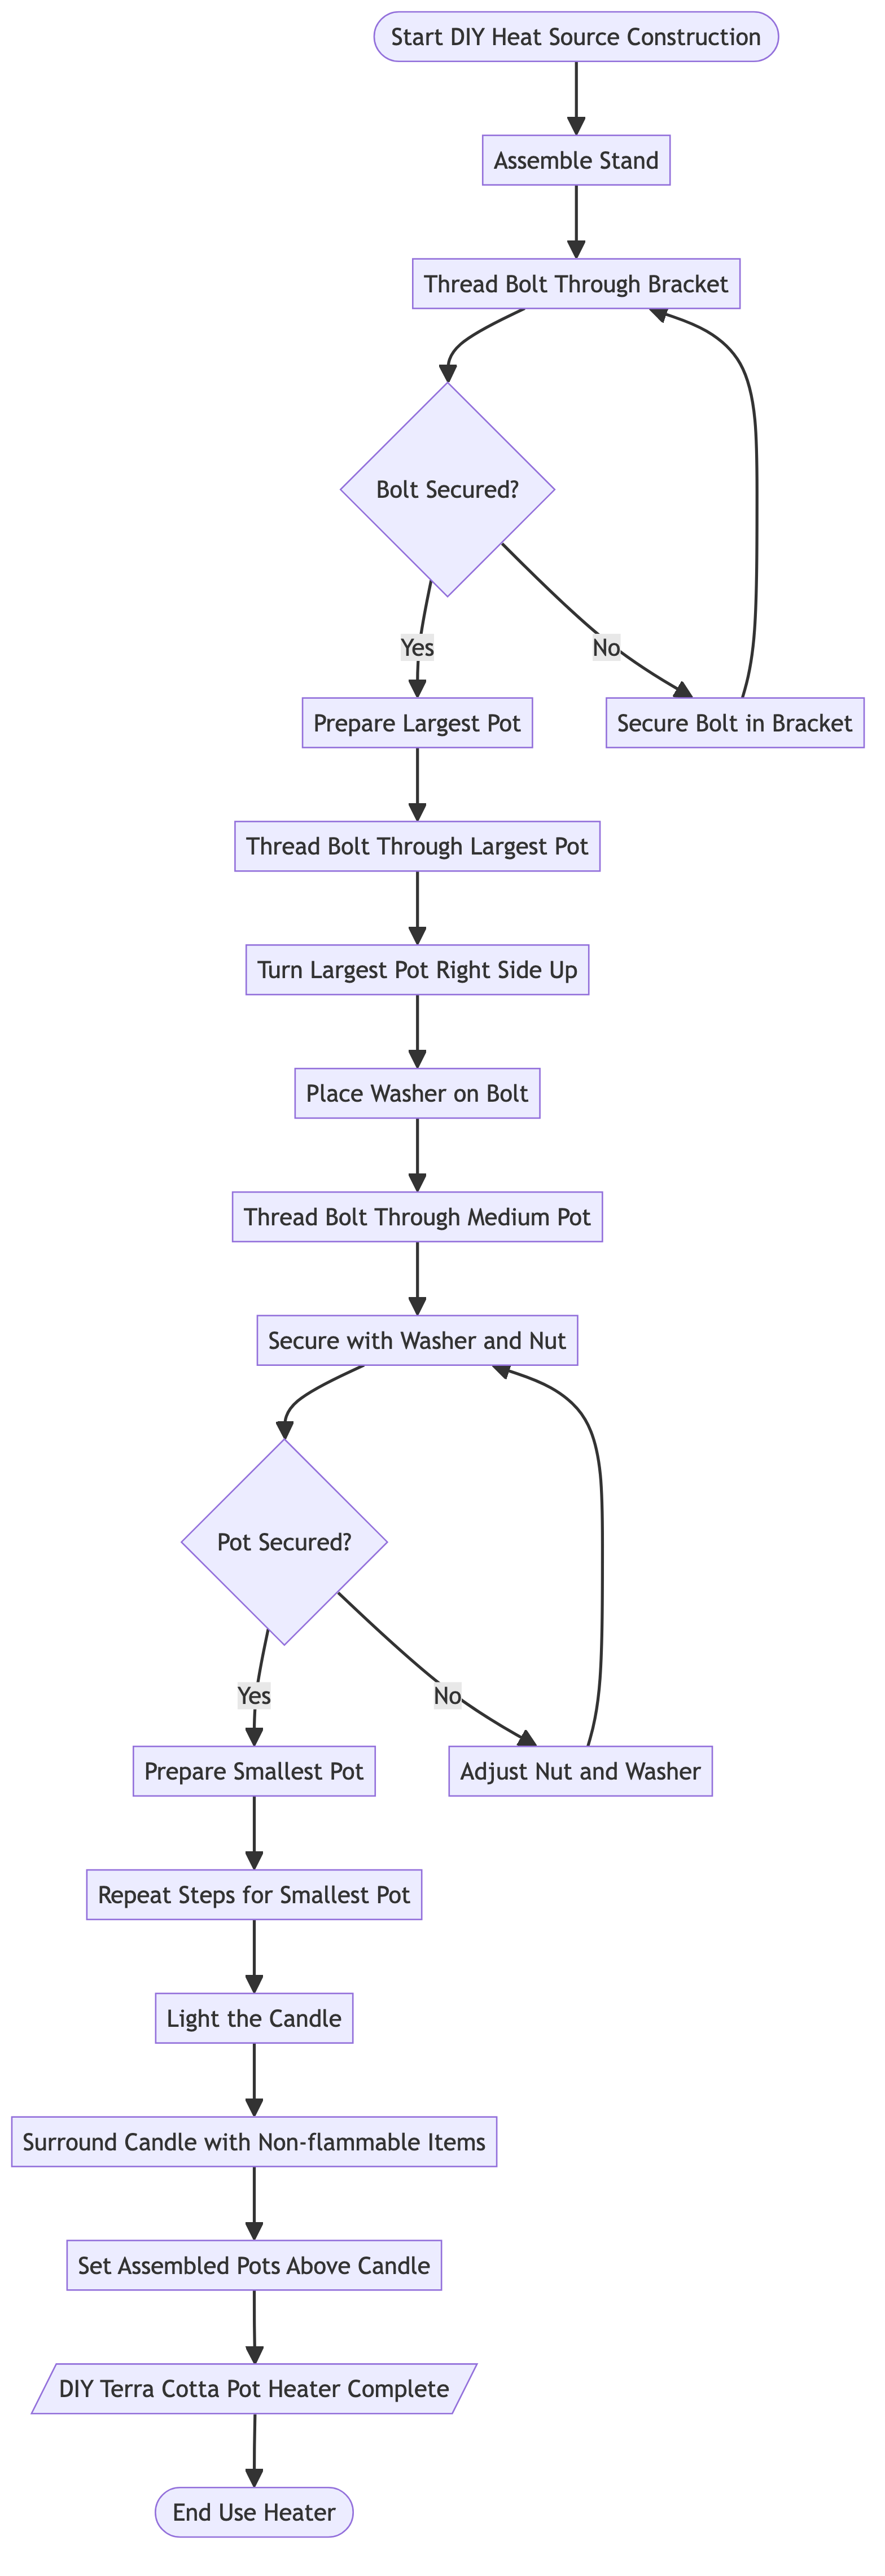 Start DIY Heat Source Construction
Assemble Stand
Thread Bolt Through Bracket
Bolt Secured?
Yes
No
Prepare Largest Pot
Secure Bolt in Bracket
Thread Bolt Through Largest Pot
Turn Largest Pot Right Side Up
Place Washer on Bolt
Thread Bolt Through Medium Pot
Secure with Washer and Nut
Pot Secured?
Yes
No
Prepare Smallest Pot
Adjust Nut and Washer
Repeat Steps for Smallest Pot
Light the Candle
Surround Candle with Non-flammable Items
Set Assembled Pots Above Candle
DIY Terra Cotta Pot Heater Complete
End Use Heater